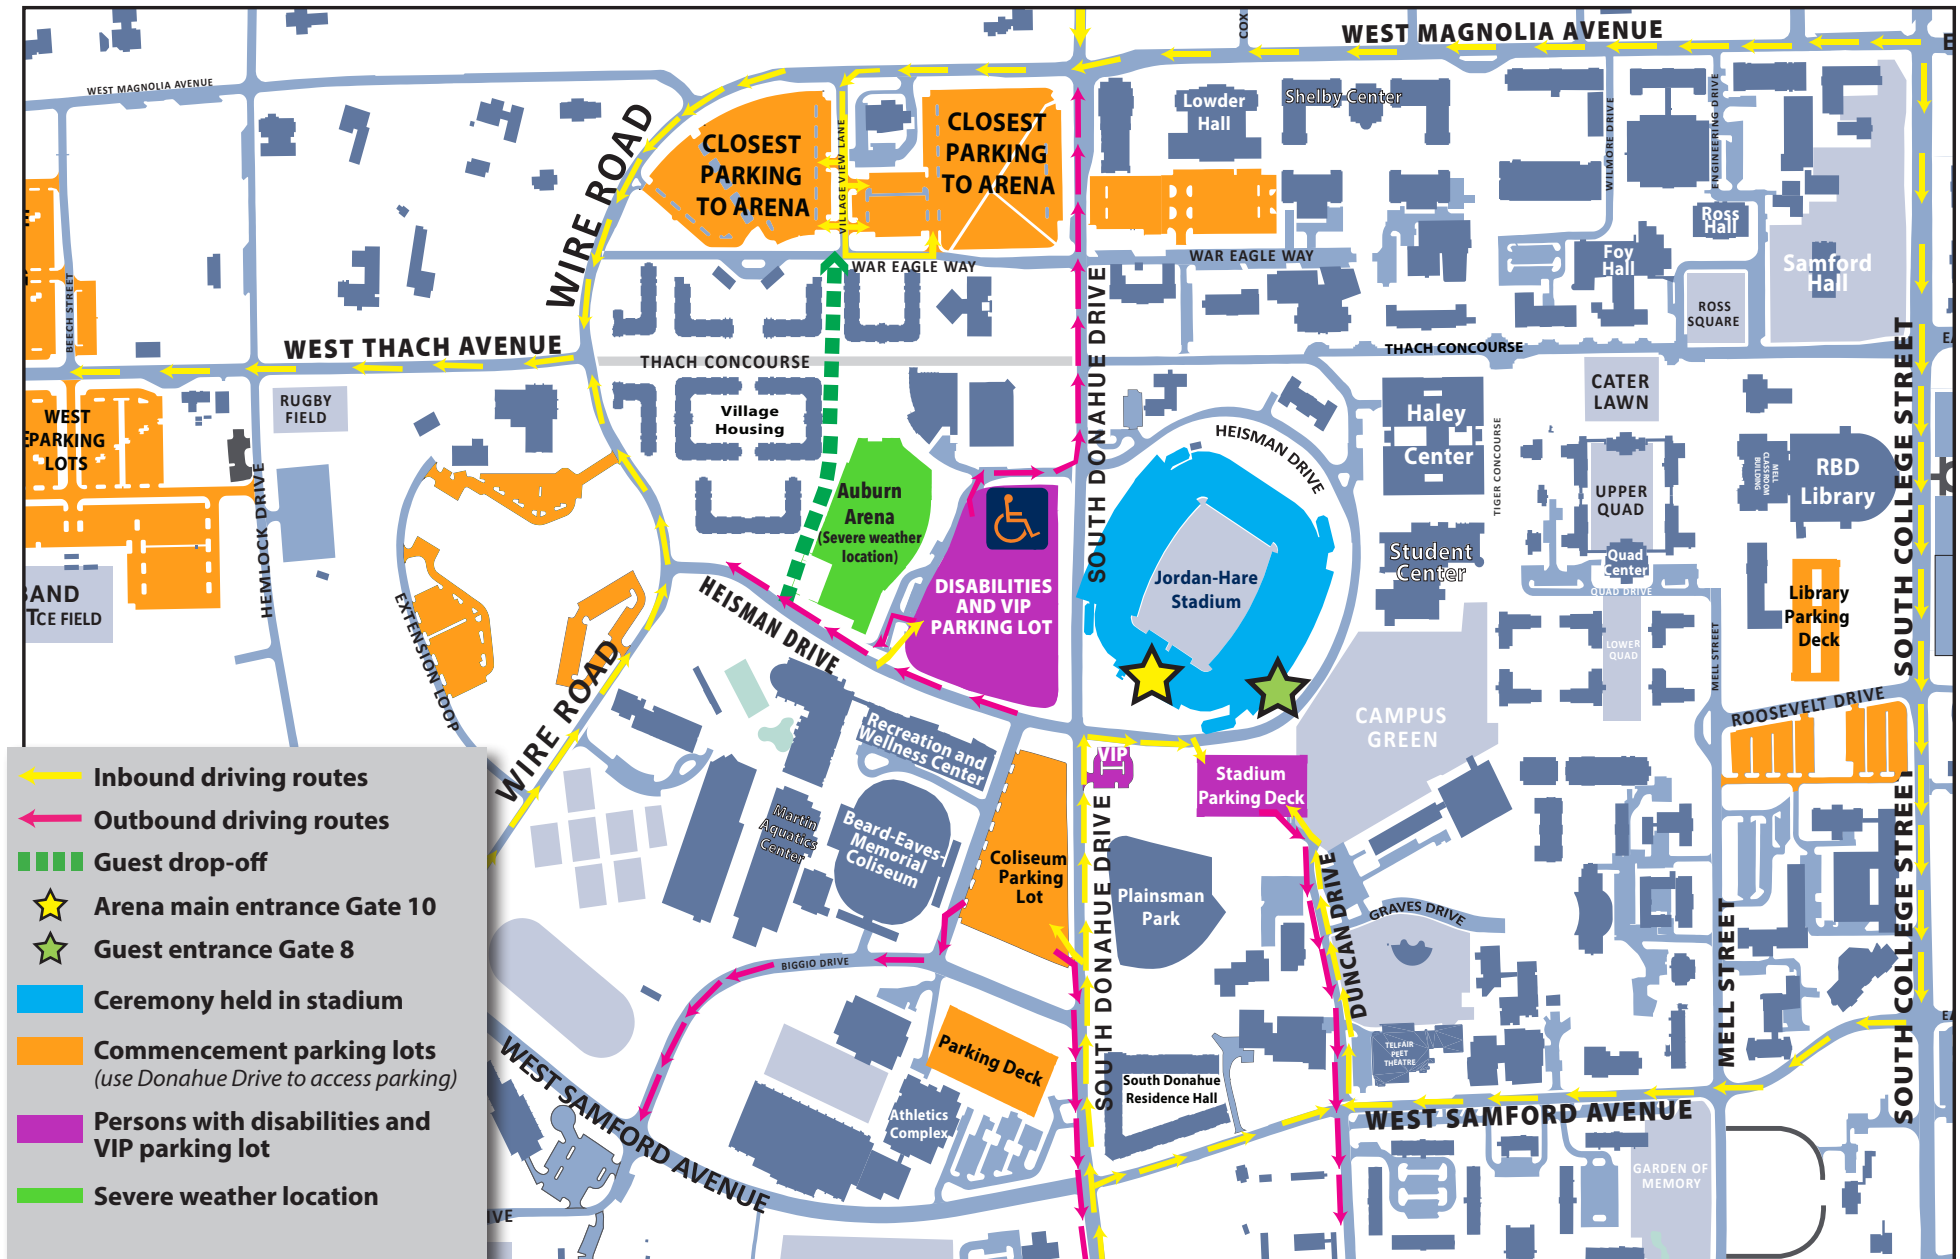 COX
WEST MAGNOLIA AVENUE
WEST MAGNOLIA AVENUE
WIRE ROAD
CLOSEST
PARKING
TO ARENA
VILLAGE VIEW LANE
CLOSEST
PARKING
TO ARENA
Lowder
Hall
Shelby Center
WILMORE DRIVE
ENGINEERING DRIVE
Ross
Hall
Foy
Hall
Samford
Hall
ROSS
SQUARE
WAR EAGLE WAY
WAR EAGLE WAY
BEECH STREET
WEST THACH AVENUE
THACH CONCOURSE
THACH CONCOURSE
SOUTH DONAHUE DRIVE
SOUTH COLLEGE STREET
RUGBY
FIELD
WEST
PARKING
LOTS
Village
Housing
HEISMAN DRIVE
Haley
Center
TIGER CONCOURSE
CATER
LAWN
UPPER
QUAD
MELL
CLASSROOM
BUILDING
RBD
Library
HEMLOCK DRIVE
Auburn
Arena
(Severe weather
location)
DISABILITIES
AND VIP
PARKING LOT
Jordan-Hare
Stadium
Student
Center
Quad
Center
QUAD DRIVE
LOWER
QUAD
MELL STREET
Library
Parking
Deck
BAND
TCE FIELD
EXTENSION LOOP
HEISMAN DRIVE
WIRE ROAD
Recreation and
Wellness Center
VIP
Stadium
Parking Deck
CAMPUS
GREEN
ROOSEVELT DRIVE
SOUTH COLLEGE STREET
Martin
Aquatics
Center
Beard-Eaves-
Memorial
Coliseum
Coliseum
Parking
Lot
SOUTH DONAHUE DRIVE
Plainsman
Park
DUNCAN DRIVE
GRAVES DRIVE
MELL STREET
BIGGIO DRIVE
Parking Deck
Athletics
Complex
South Donahue
Residence Hall
TELFAIR
PEET
THEATRE
WEST SAMFORD AVENUE
WEST SAMFORD AVENUE
GARDEN OF
MEMORY
IVE
Inbound driving routes
Outbound driving routes
Guest drop-off
Arena main entrance Gate 10
Guest entrance Gate 8
Ceremony held in stadium
Commencement parking lots
(use Donahue Drive to access parking)
Persons with disabilities and
VIP parking lot
Severe weather location